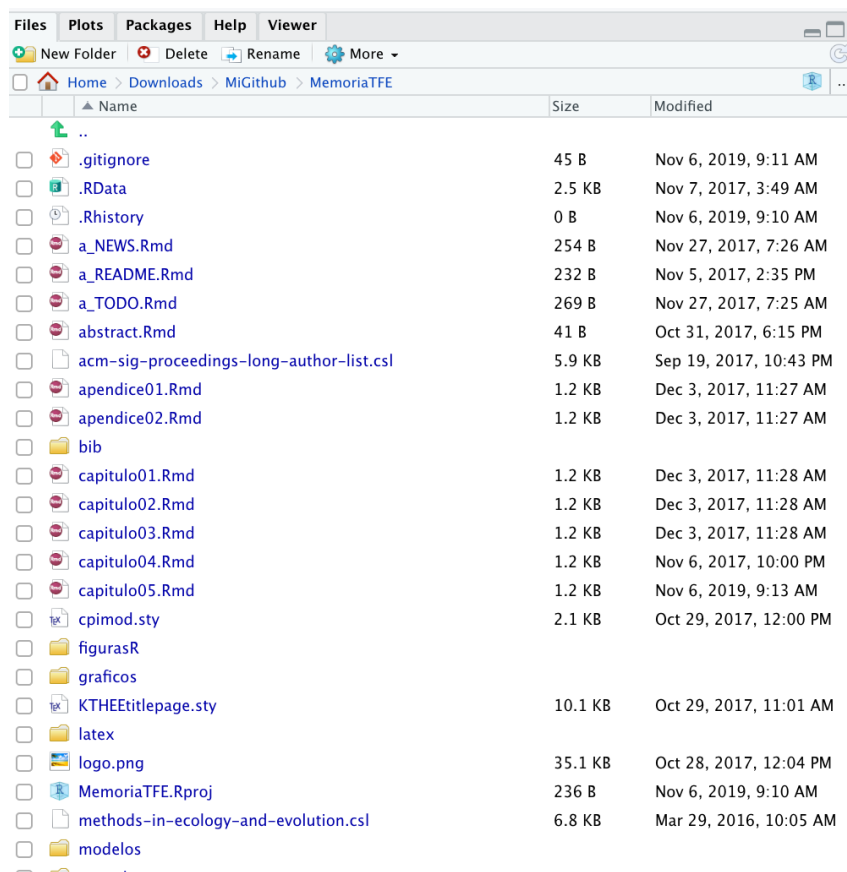 Files Plots Packages Help Viewer
New Folder Delete Rename More
Home > Downloads > MiGithub > MemoriaTFE ..
Name Size Modified
..
.gitignore 45 B Nov 6, 2019, 9:11 AM
.RData 2.5 KB Nov 7, 2017, 3:49 AM
.Rhistory 0 B Nov 6, 2019, 9:10 AM
a_NEWS.Rmd 254 B Nov 27, 2017, 7:26 AM
a_README.Rmd 232 B Nov 5, 2017, 2:35 PM
a_TODO.Rmd 269 B Nov 27, 2017, 7:25 AM
abstract.Rmd 41 B Oct 31, 2017, 6:15 PM
acm-sig-proceedings-long-author-list.csl 5.9 KB Sep 19, 2017, 10:43 PM
apendice01.Rmd 1.2 KB Dec 3, 2017, 11:27 AM
apendice02.Rmd 1.2 KB Dec 3, 2017, 11:27 AM
bib
capitulo01.Rmd 1.2 KB Dec 3, 2017, 11:28 AM
capitulo02.Rmd 1.2 KB Dec 3, 2017, 11:28 AM
capitulo03.Rmd 1.2 KB Dec 3, 2017, 11:28 AM
capitulo04.Rmd 1.2 KB Nov 6, 2017, 10:00 PM
capitulo05.Rmd 1.2 KB Nov 6, 2019, 9:13 AM
cpimod.sty 2.1 KB Oct 29, 2017, 12:00 PM
figurasR
graficos
KTHEEtitlepage.sty 10.1 KB Oct 29, 2017, 11:01 AM
latex
logo.png 35.1 KB Oct 28, 2017, 12:04 PM
MemoriaTFE.Rproj 236 B Nov 6, 2019, 9:10 AM
methods-in-ecology-and-evolution.csl 6.8 KB Mar 29, 2016, 10:05 AM
modelos